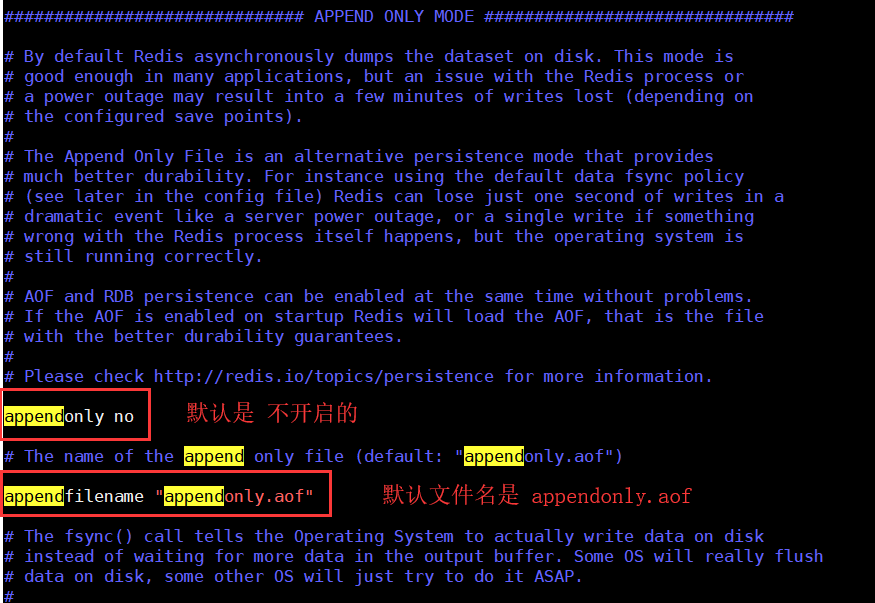 ############################## APPEND ONLY MODE ###############################
# By default Redis asynchronously dumps the dataset on disk. This mode is
# good enough in many applications, but an issue with the Redis process or
# a power outage may result into a few minutes of writes lost (depending on
# the configured save points).
#
# The Append Only File is an alternative persistence mode that provides
# much better durability. For instance using the default data fsync policy
# (see later in the config file) Redis can lose just one second of writes in a
# dramatic event like a server power outage, or a single write if something
# wrong with the Redis process itself happens, but the operating system is
# still running correctly.
#
# AOF and RDB persistence can be enabled at the same time without problems.
# If the AOF is enabled on startup Redis will load the AOF, that is the file
# with the better durability guarantees.
#
# Please check http://redis.io/topics/persistence for more information.
appendonly no 默认是 不开启的
# The name of the append only file (default: "appendonly.aof")
appendfilename "appendonly.aof" 默认文件名是 appendonly.aof
# The fsync() call tells the Operating System to actually write data on disk
# instead of waiting for more data in the output buffer. Some OS will really flush
# data on disk, some other OS will just try to do it ASAP.
#